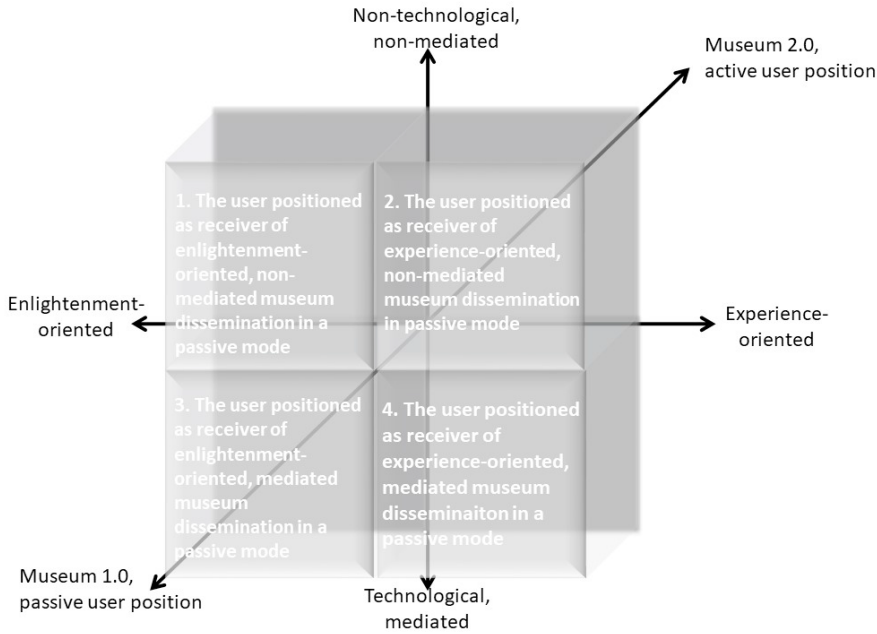 Non-technological,
non-mediated
Museum 2.0,
active user position
1. The user positioned
as receiver of
enlightenment-
oriented, non-
mediated museum
dissemination in a
passive mode
2. The user positioned
as receiver of
experience-oriented,
non-mediated
museum dissemination
in passive mode
Enlightenment-
oriented
Experience-
oriented
3. The user positioned
as receiver of
enlightenment-
oriented, mediated
museum
dissemination in a
passive mode
4. The user positioned
as receiver of
experience-oriented,
mediated museum
disseminaiton in a
passive mode
Museum 1.0,
passive user position
Technological,
mediated